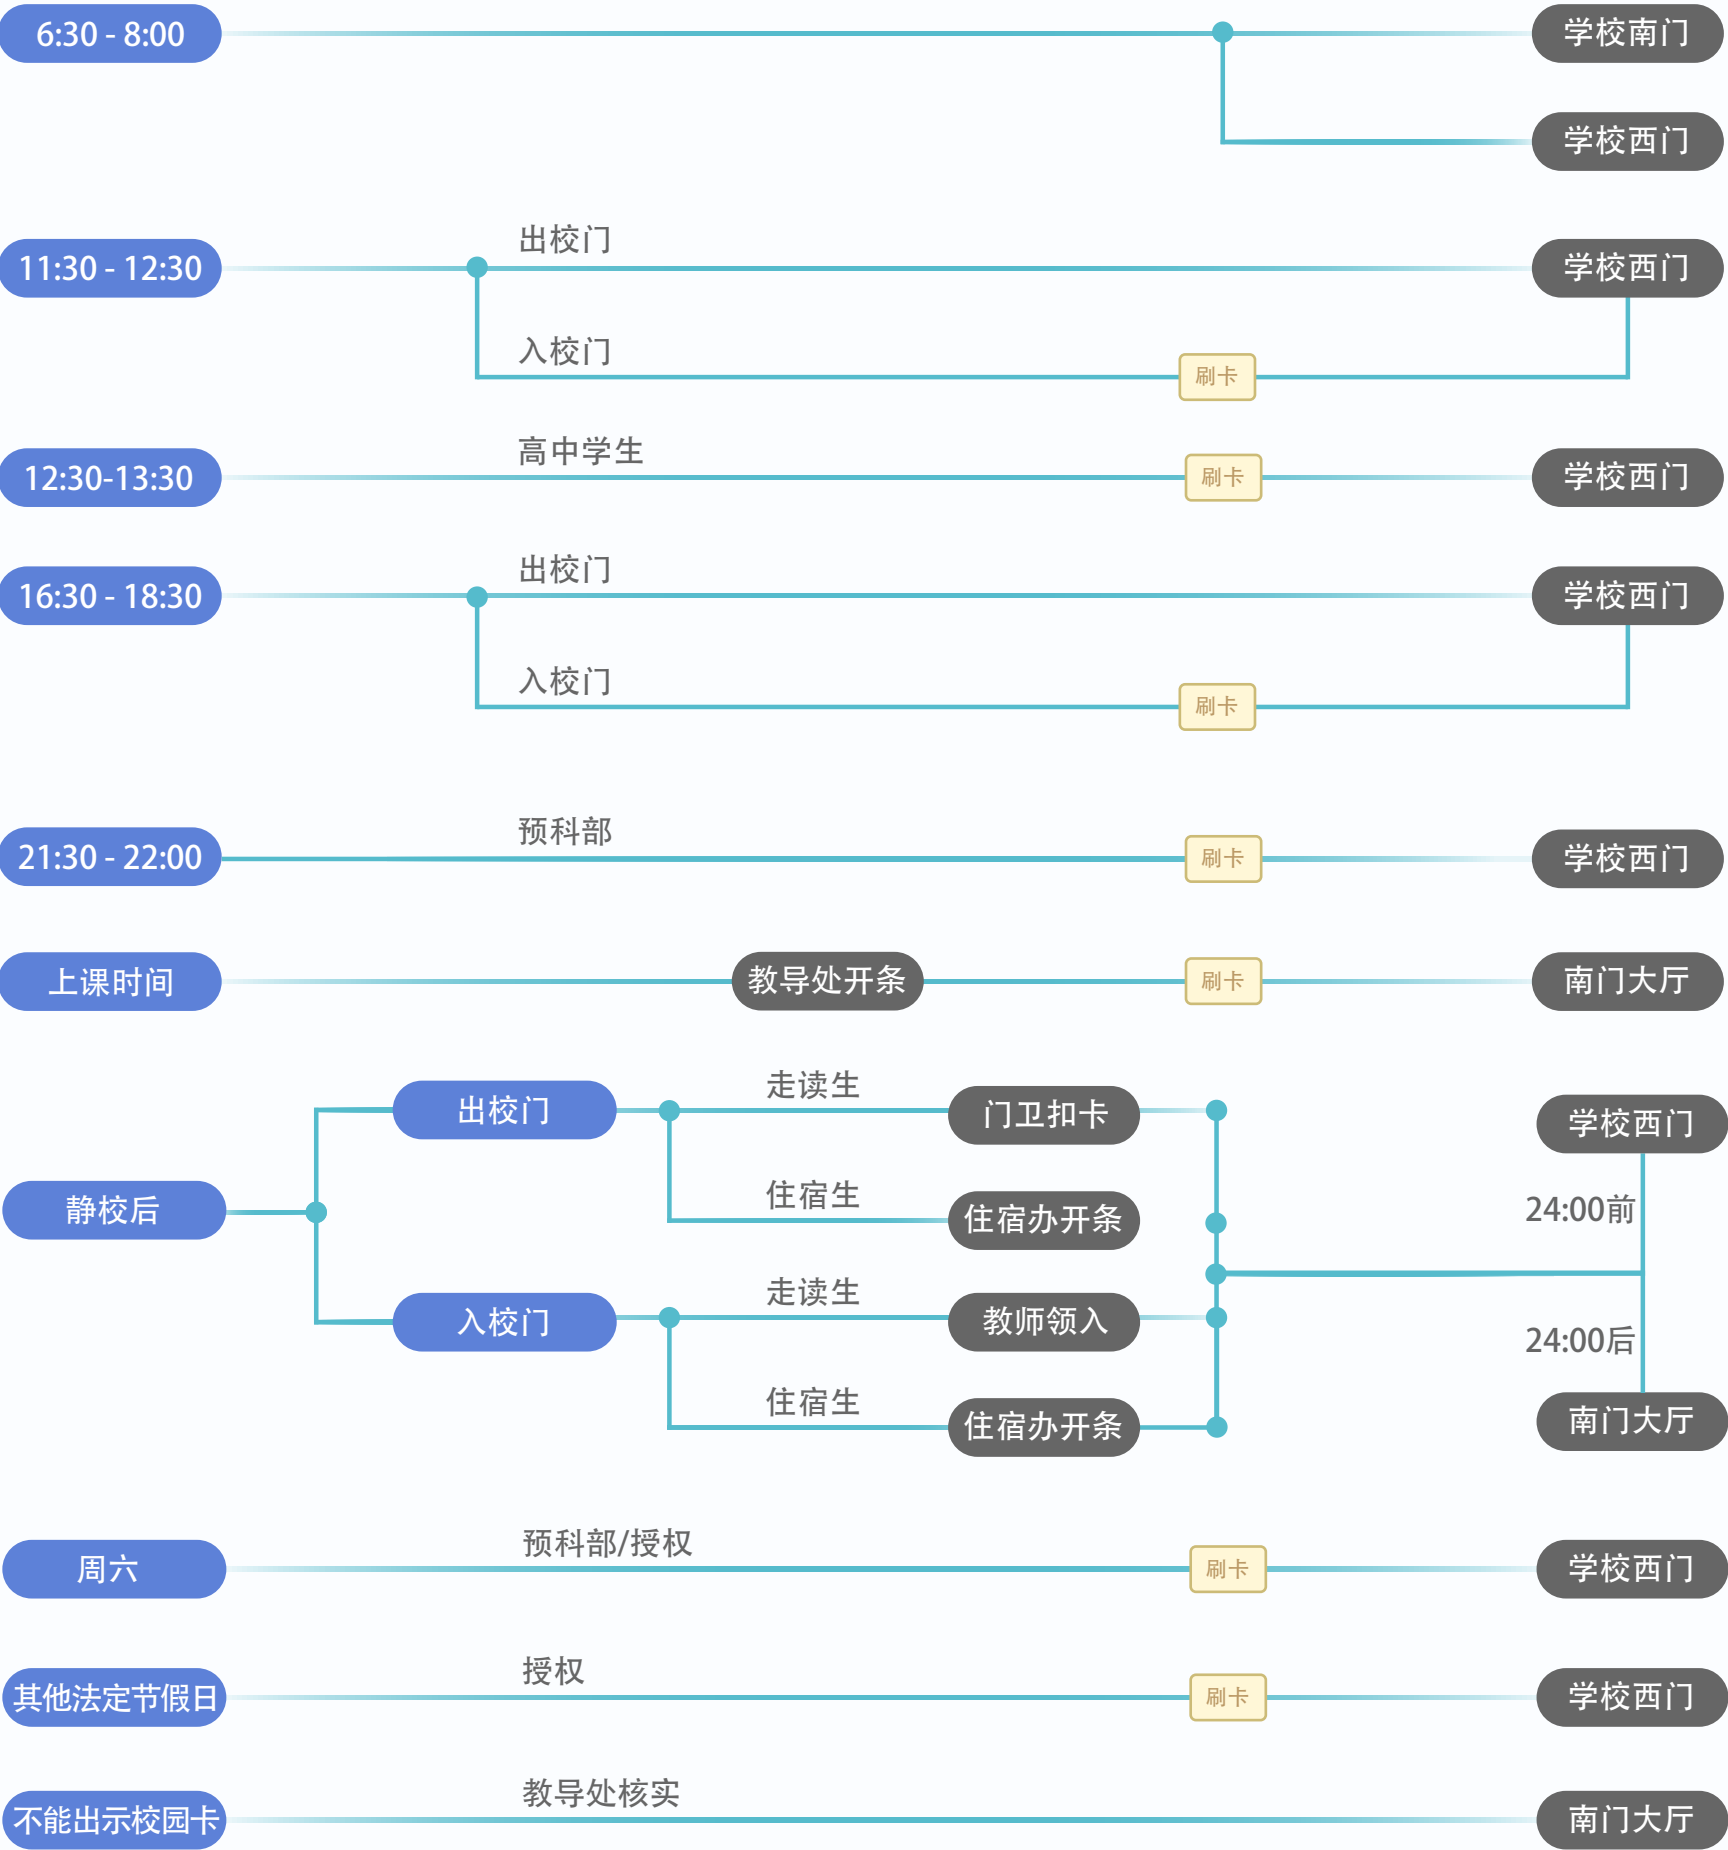 6:30 - 8:00
学校南门
学校西门
11:30 - 12:30
出校门
学校西门
入校门
刷卡
12:30-13:30
高中学生
刷卡
学校西门
16:30 - 18:30
出校门
学校西门
入校门
刷卡
21:30 - 22:00
预科部
刷卡
学校西门
上课时间
教导处开条
刷卡
南门大厅
静校后
出校门
走读生
门卫扣卡
住宿生
住宿办开条
入校门
走读生
教师领入
住宿生
住宿办开条
学校西门
24:00前
24:00后
南门大厅
周六
预科部/授权
刷卡
学校西门
其他法定节假日
授权
刷卡
学校西门
不能出示校园卡
教导处核实
南门大厅